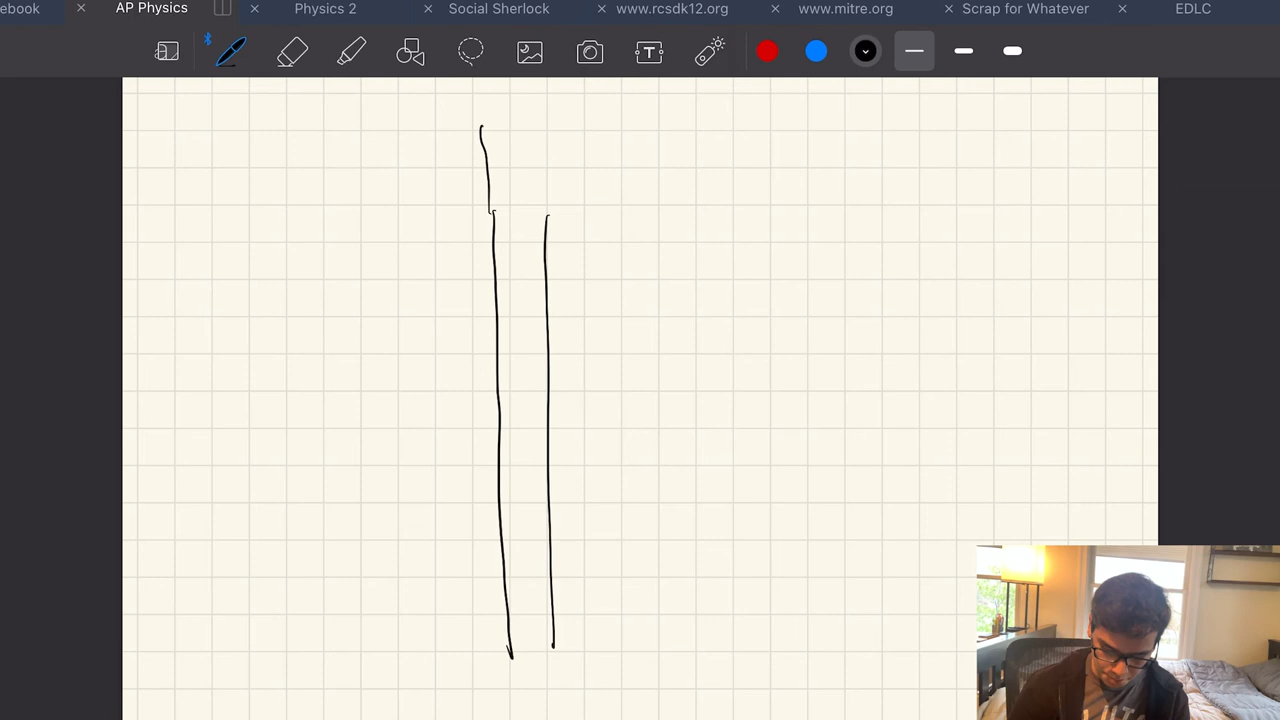 ebook
AP Physics
Physics 2
Social Sherlock
www.rcsdk12.org
www.mitre.org
Scrap for Whatever
EDLC
T